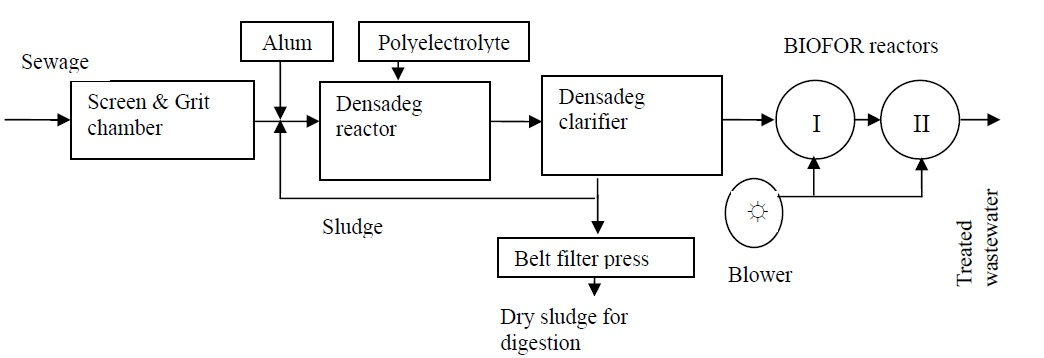 Alum
Polyelectrolyte
BIOFOR reactors
Sewage
Screen & Grit
chamber
Densadeg
reactor
Densadeg
clarifier
I
II
Sludge
Belt filter press
Blower
Treated
wastewater
Dry sludge for
digestion